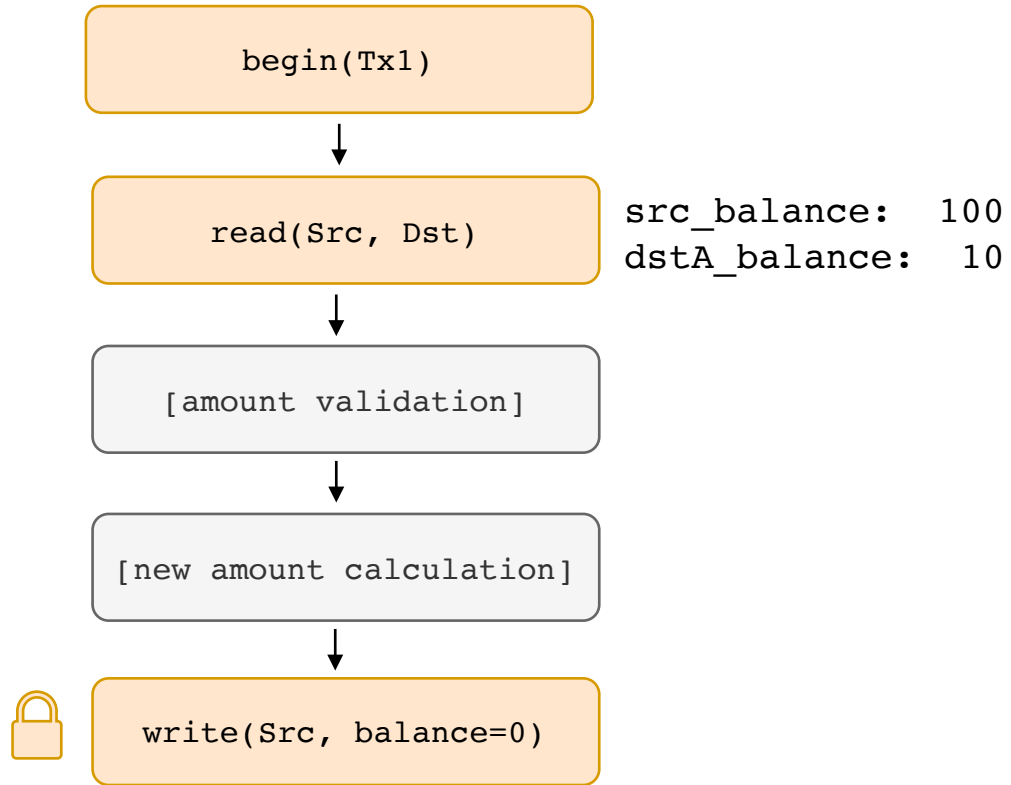 begin(Tx1)
read(Src, Dst)
src_balance: 100
dstA_balance: 10
[amount validation]
[new amount calculation]
write(Src, balance=0)